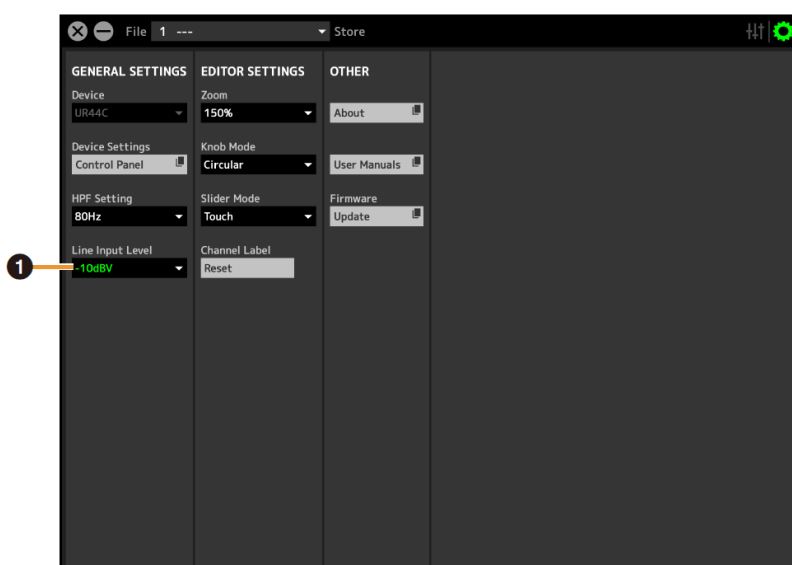 File 1 --- Store
GENERAL SETTINGS
Device
UR44C
Device Settings
Control Panel
HPF Setting
80Hz
Line Input Level
-10dBV
EDITOR SETTINGS
Zoom
150%
Knob Mode
Circular
Slider Mode
Touch
Channel Label
Reset
OTHER
About
User Manuals
Firmware
Update
1